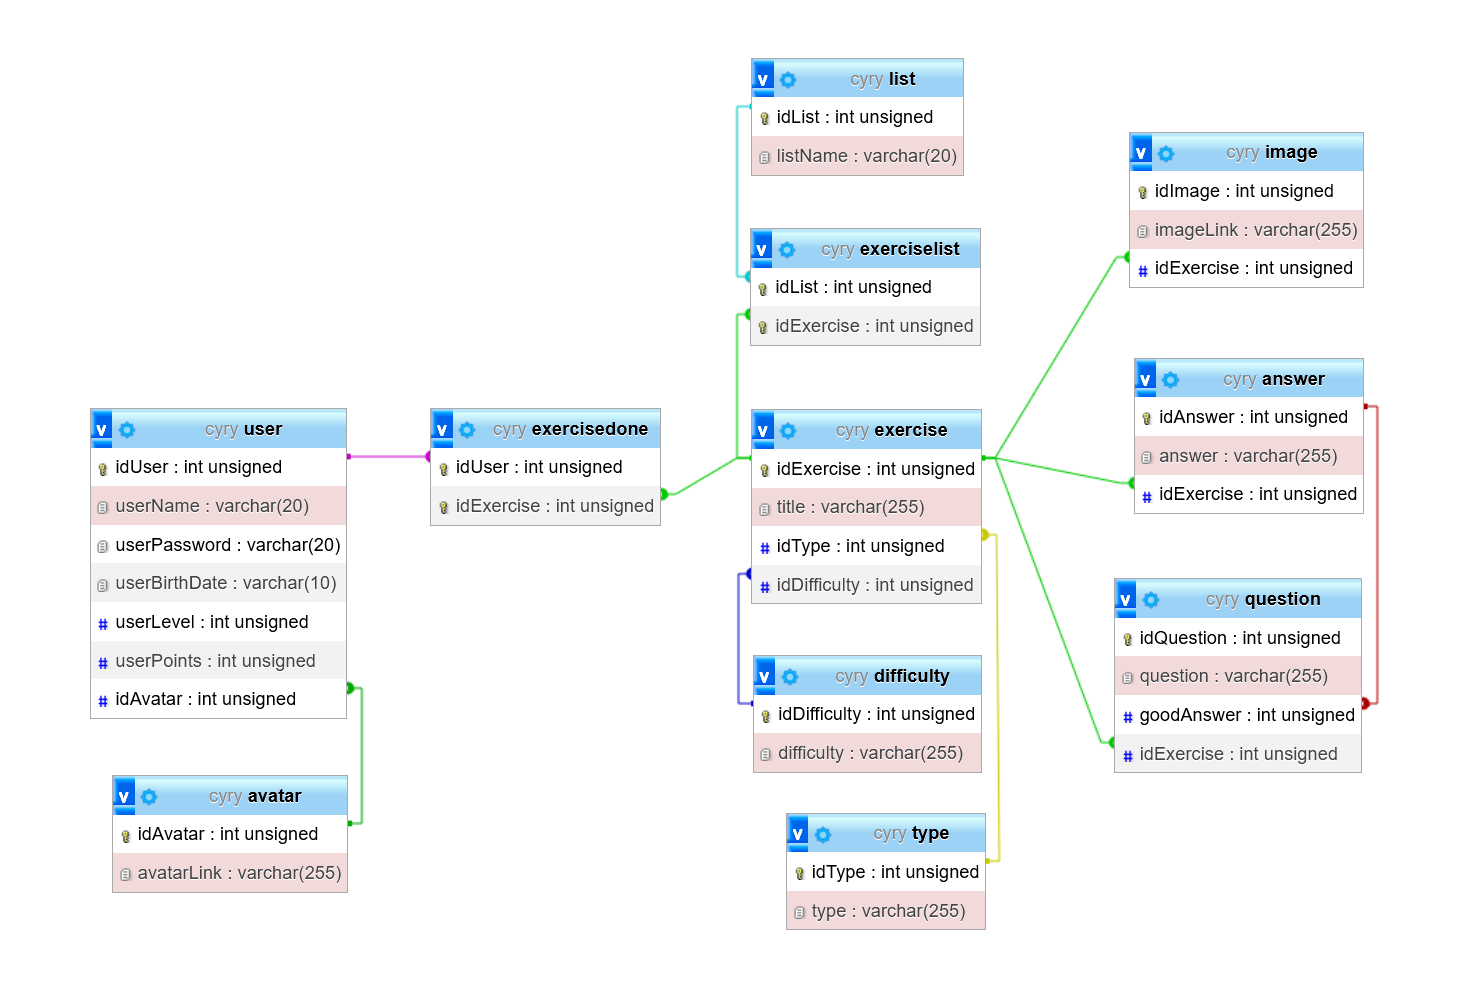 v cyry list
idList : int unsigned
listName : varchar(20)
v cyry exerciselist
idList : int unsigned
idExercise : int unsigned
v cyry user
idUser : int unsigned
userName : varchar(20)
userPassword : varchar(20)
userBirthDate : varchar(10)
# userLevel : int unsigned
# userPoints : int unsigned
# idAvatar : int unsigned
v cyry avatar
idAvatar : int unsigned
avatarLink : varchar(255)
v cyry exercisedone
idUser : int unsigned
idExercise : int unsigned
v cyry exercise
idExercise : int unsigned
title : varchar(255)
# idType : int unsigned
# idDifficulty : int unsigned
v cyry difficulty
idDifficulty : int unsigned
difficulty : varchar(255)
v cyry type
idType : int unsigned
type : varchar(255)
v cyry image
idImage : int unsigned
imageLink : varchar(255)
# idExercise : int unsigned
v cyry answer
idAnswer : int unsigned
answer : varchar(255)
# idExercise : int unsigned
v cyry question
idQuestion : int unsigned
question : varchar(255)
# goodAnswer : int unsigned
# idExercise : int unsigned